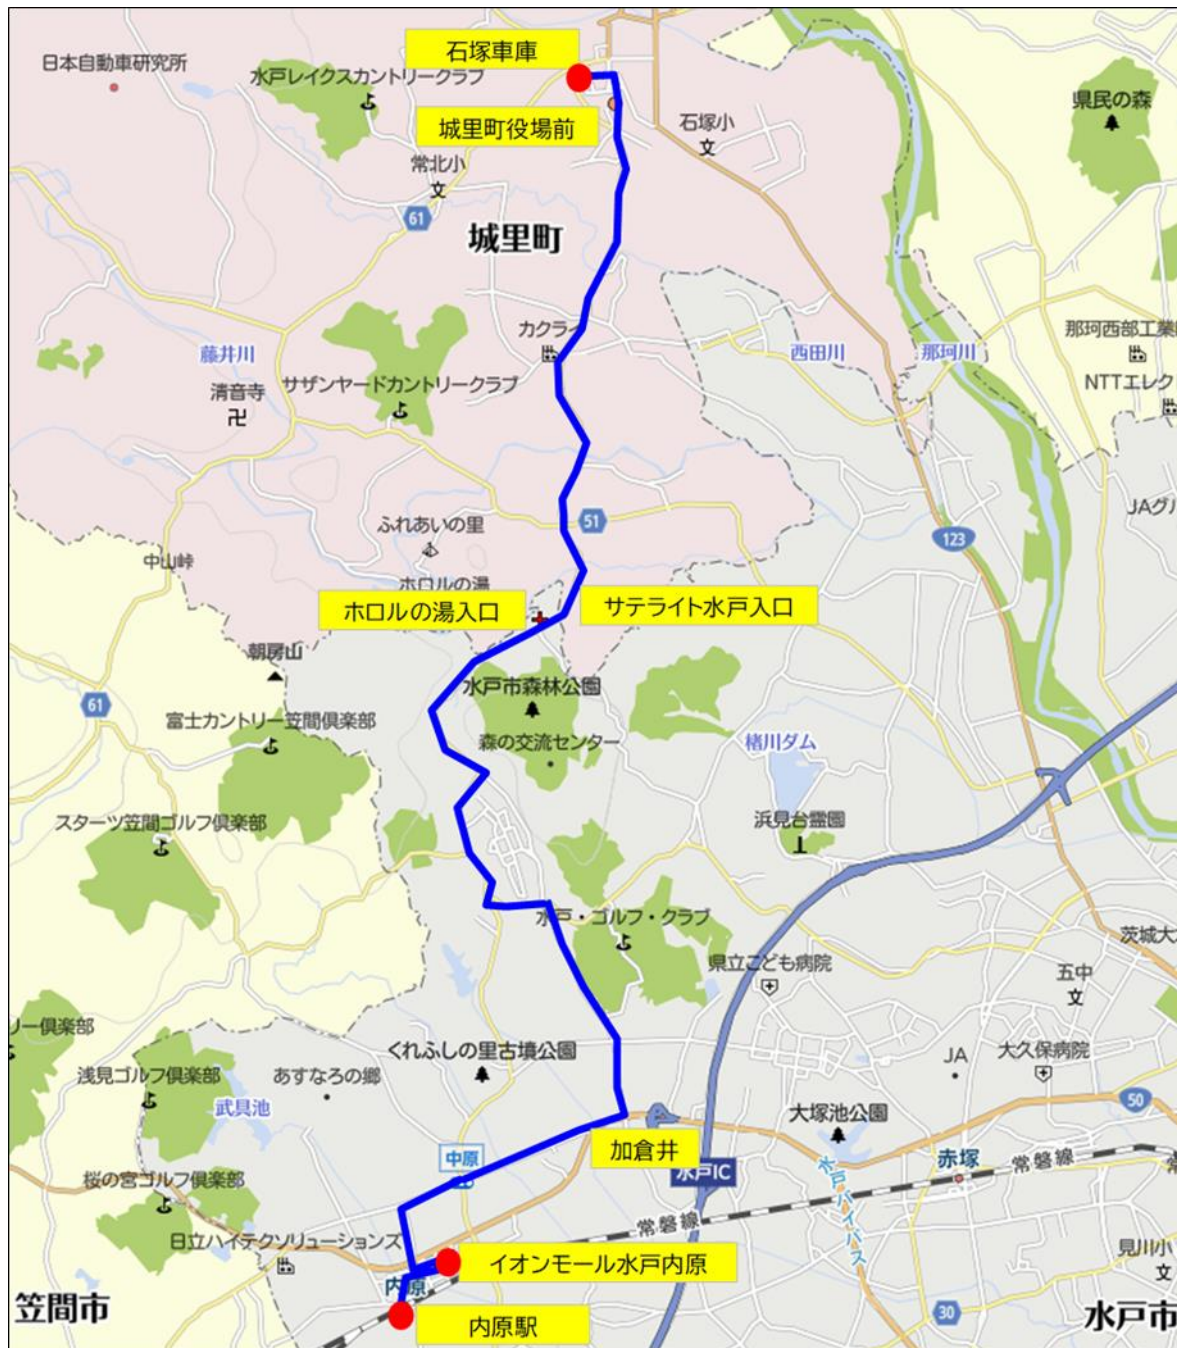 石塚車庫
日本自動車研究所
水戸レイクスカントリークラブ
県民の森
城里町役場前
石塚小
常北小
61
城里町
カクライ
那珂西部工業
藤井川
西田川
那珂川
清音寺
サザンヤードカントリークラブ
NTTエレク
51
JAグル
ふれあいの里
123
中山峠
ホロルの湯
ホロルの湯入口
サテライト水戸入口
朝房山
水戸市森林公園
61
富士カントリー笠間倶楽部
森の交流センター
楮川ダム
スターツ笠間ゴルフ倶楽部
浜見台霊園
水戸・ゴルフ・クラブ
茨城大
県立こども病院
五中
リー倶楽部
くれふしの里古墳公園
JA
大久保病院
浅見ゴルフ倶楽部
あすなろの郷
武具池
大塚池公園
50
加倉井
中原
水戸IC
赤塚
常磐線
常
桜の宮ゴルフ倶楽部
水戸バイパス
常磐線
日立ハイテクソリューションズ
見川小
イオンモール水戸内原
内原
笠間市
内原駅
30
水戸市